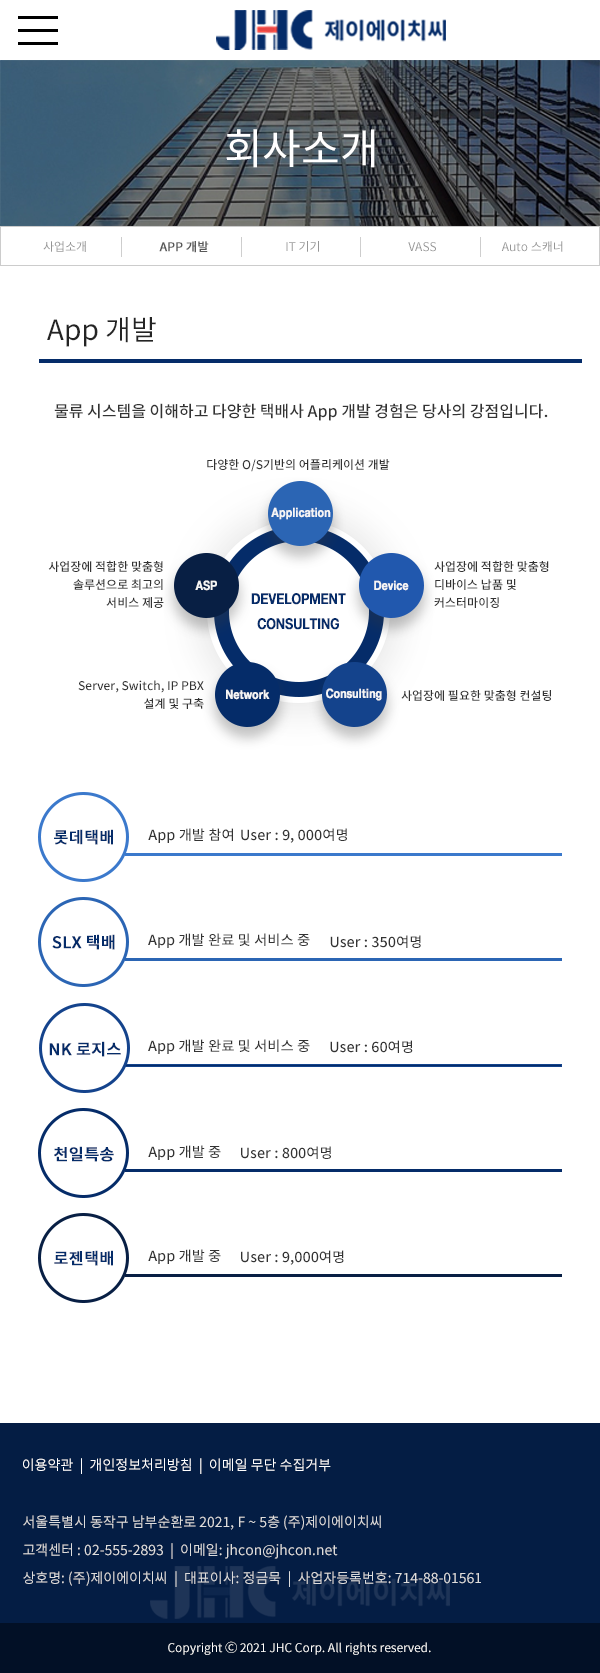 JHC 제이에이치씨
회사소개
사업소개
APP 개발
IT 기기
VASS
Auto 스캐너
App 개발
물류 시스템을 이해하고 다양한 택배사 App 개발 경험은 당사의 강점입니다.
다양한 O/S기반의 어플리케이션 개발
Application
사업장에 적합한 맞춤형
솔루션으로 최고의
서비스 제공
ASP
DEVELOPMENT
CONSULTING
Device
사업장에 적합한 맞춤형
디바이스 납품 및
커스터마이징
Server, Switch, IP PBX
설계 및 구축
Network
Consulting
사업장에 필요한 맞춤형 컨설팅
롯데택배
App 개발 참여 User : 9, 000여명
SLX 택배
App 개발 완료 및 서비스 중 User : 350여명
NK 로지스
App 개발 완료 및 서비스 중 User : 60여명
천일특송
App 개발 중 User : 800여명
로젠택배
App 개발 중 User : 9,000여명
이용약관 | 개인정보처리방침 | 이메일 무단 수집거부
서울특별시 동작구 남부순환로 2021, F ~ 5층 (주)제이에이치씨
고객센터 : 02-555-2893 | 이메일: jhcon@jhcon.net
상호명: (주)제이에이치씨 | 대표이사: 정금묵 | 사업자등록번호: 714-88-01561
JHC 제이에이치씨
Copyright ⓒ 2021 JHC Corp. All rights reserved.